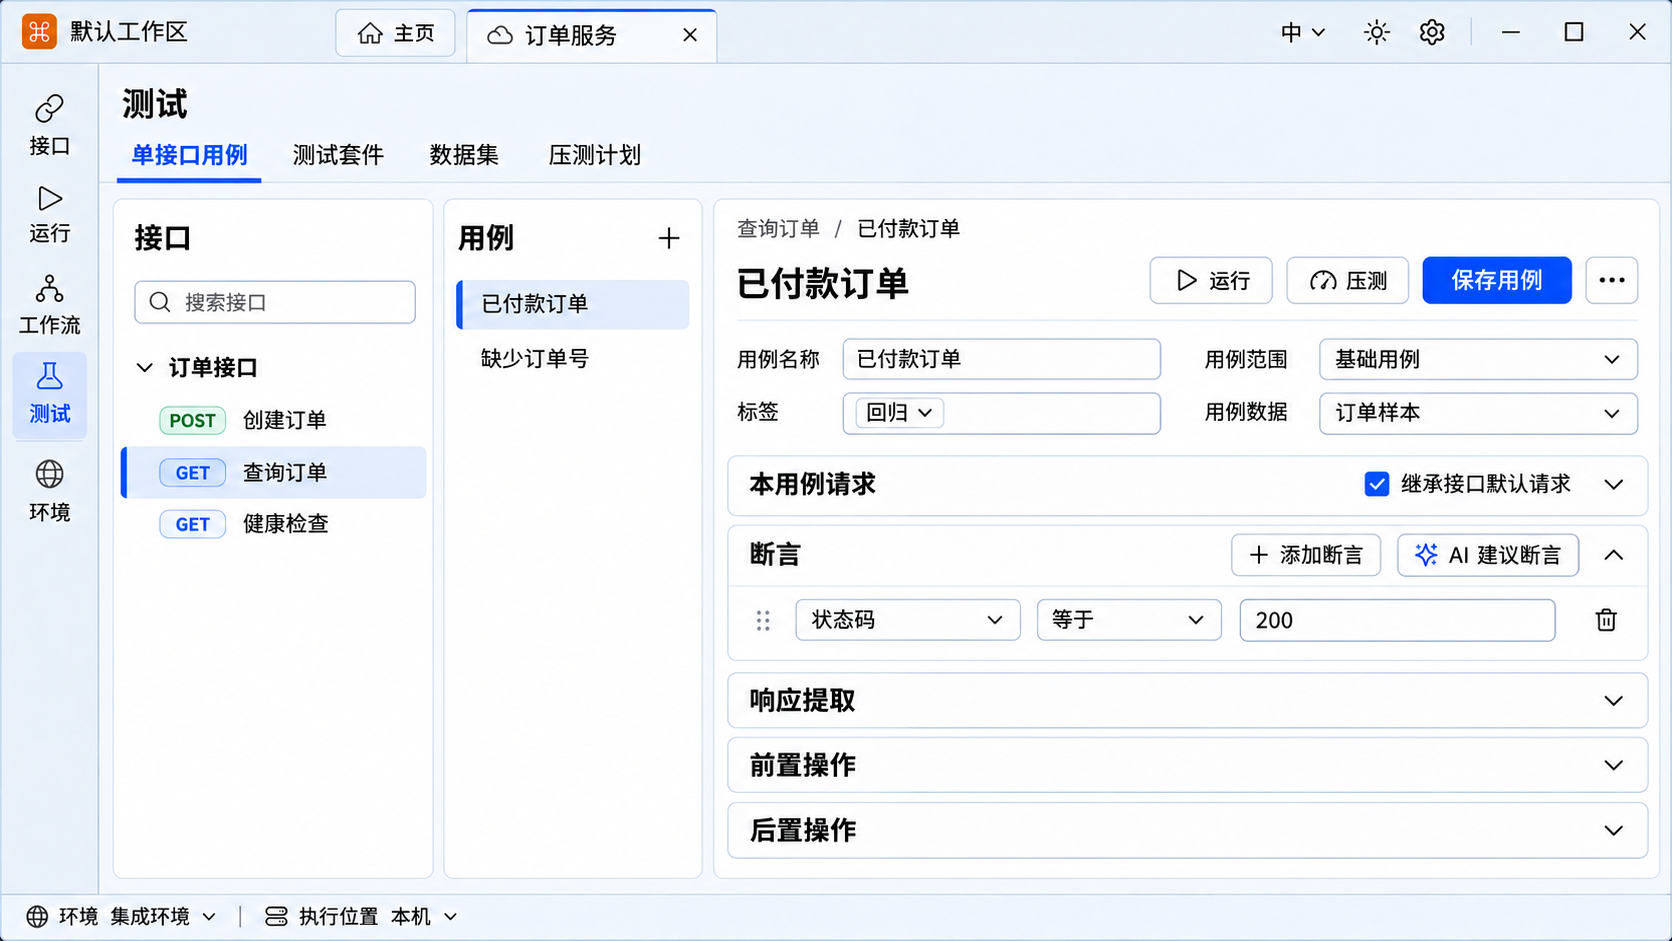 默认工作区
主页
订单服务
中
接口
运行
工作流
测试
环境
测试
单接口用例
测试套件
数据集
压测计划
接口
搜索接口
订单接口
POST 创建订单
GET 查询订单
GET 健康检查
用例
已付款订单
缺少订单号
查询订单 / 已付款订单
已付款订单
运行
压测
保存用例
用例名称 已付款订单
用例范围 基础用例
标签 回归
用例数据 订单样本
本用例请求
继承接口默认请求
断言
添加断言
AI 建议断言
状态码
等于
200
响应提取
前置操作
后置操作
环境 集成环境
执行位置 本机